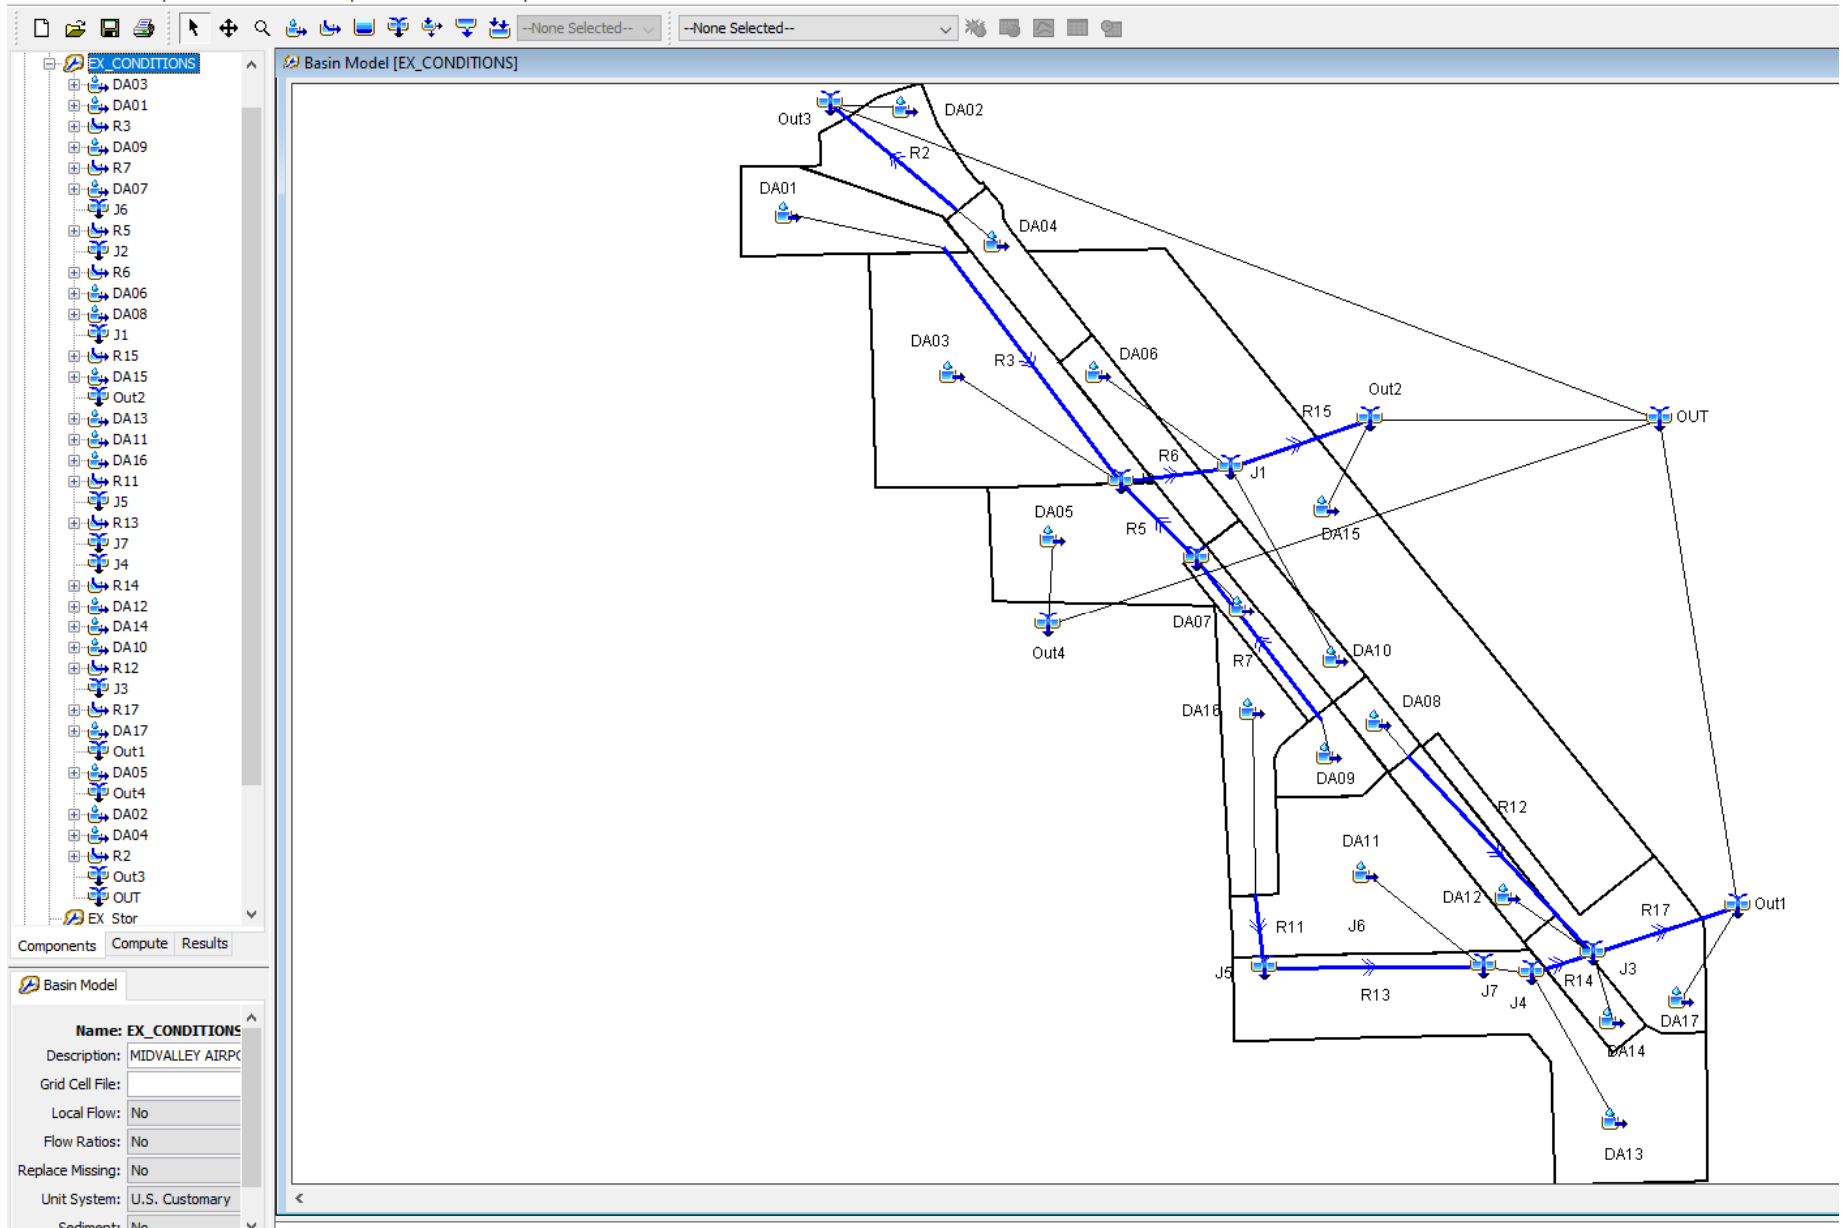 --None Selected--
--None Selected--
EX_CONDITIONS
DA03
DA01
R3
DA09
R7
DA07
J6
R5
J2
R6
DA06
DA08
J1
R15
DA15
Out2
DA13
DA11
DA16
R11
J5
R13
J7
J4
R14
DA12
DA14
DA10
R12
J3
R17
DA17
Out1
DA05
Out4
DA02
DA04
R2
Out3
OUT
EX_Stor
Components
Compute
Results
Basin Model
Name: EX_CONDITIONS
Description: MIDVALLEY AIRPO
Grid Cell File:
Local Flow: No
Flow Ratios: No
Replace Missing: No
Unit System: U.S. Customary
Sediment: No
Basin Model [EX_CONDITIONS]
Out3
DA02
R2
DA01
DA04
DA03
R3
DA06
Out2
R15
OUT
R6
J1
DA05
R5
DA15
DA07
Out4
R7
DA10
DA16
DA08
DA09
R12
DA11
DA12
R17
Out1
R11
J6
J5
J3
R14
R13
J7
J4
DA17
DA14
DA13